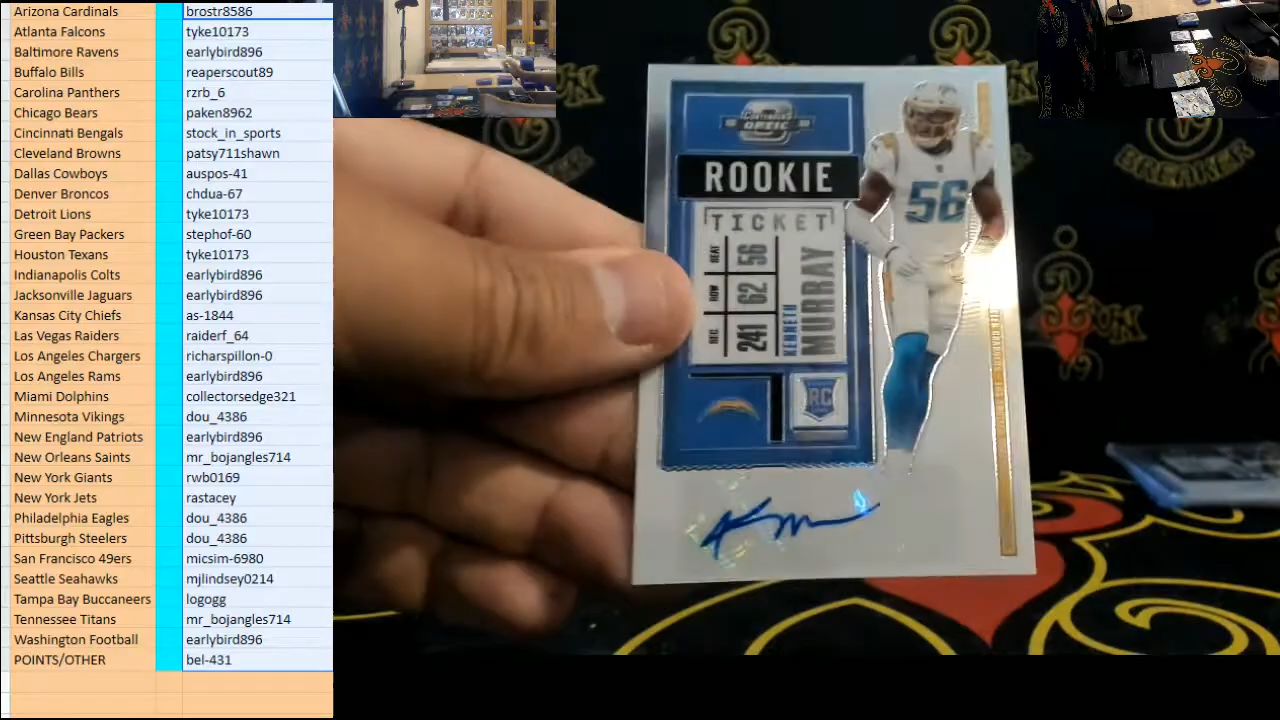 Arizona Cardinals brostr8586
Atlanta Falcons tyke10173
Baltimore Ravens earlybird896
Buffalo Bills reaperscout89
Carolina Panthers rzrb_6
Chicago Bears paken8962
Cincinnati Bengals stock_in_sports
Cleveland Browns patsy711shawn
Dallas Cowboys auspos-41
Denver Broncos chdua-67
Detroit Lions tyke10173
Green Bay Packers stephof-60
Houston Texans tyke10173
Indianapolis Colts earlybird896
Jacksonville Jaguars earlybird896
Kansas City Chiefs as-1844
Las Vegas Raiders raiderf_64
Los Angeles Chargers richarspillon-0
Los Angeles Rams earlybird896
Miami Dolphins collectorsedge321
Minnesota Vikings dou_4386
New England Patriots earlybird896
New Orleans Saints mr_bojangles714
New York Giants rwb0169
New York Jets rastacey
Philadelphia Eagles dou_4386
Pittsburgh Steelers dou_4386
San Francisco 49ers micsim-6980
Seattle Seahawks mjlindsey0214
Tampa Bay Buccaneers logogg
Tennessee Titans mr_bojangles714
Washington Football earlybird896
POINTS/OTHER bel-431
CONTENDERS
OPTIC
ROOKIE
TICKET
SEAT 56
ROW 62
SEC 241
KENNETH
MURRAY
RC
56
BREAKER